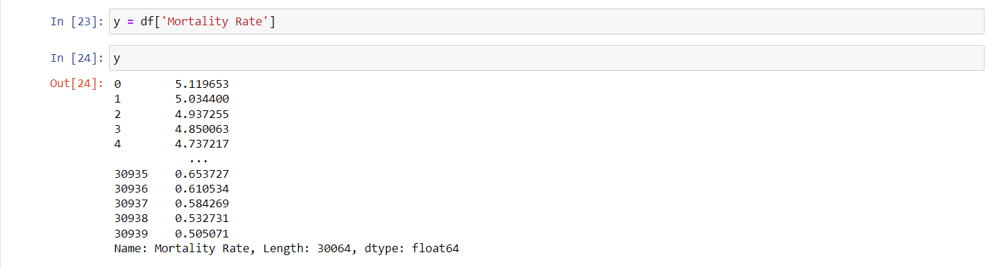 In [23]: y = df['Mortality Rate']
In [24]: y
Out[24]: 0        5.119653
1        5.034400
2        4.937255
3        4.850063
4        4.737217
...
30935    0.653727
30936    0.610534
30937    0.584269
30938    0.532731
30939    0.505071
Name: Mortality Rate, Length: 30064, dtype: float64